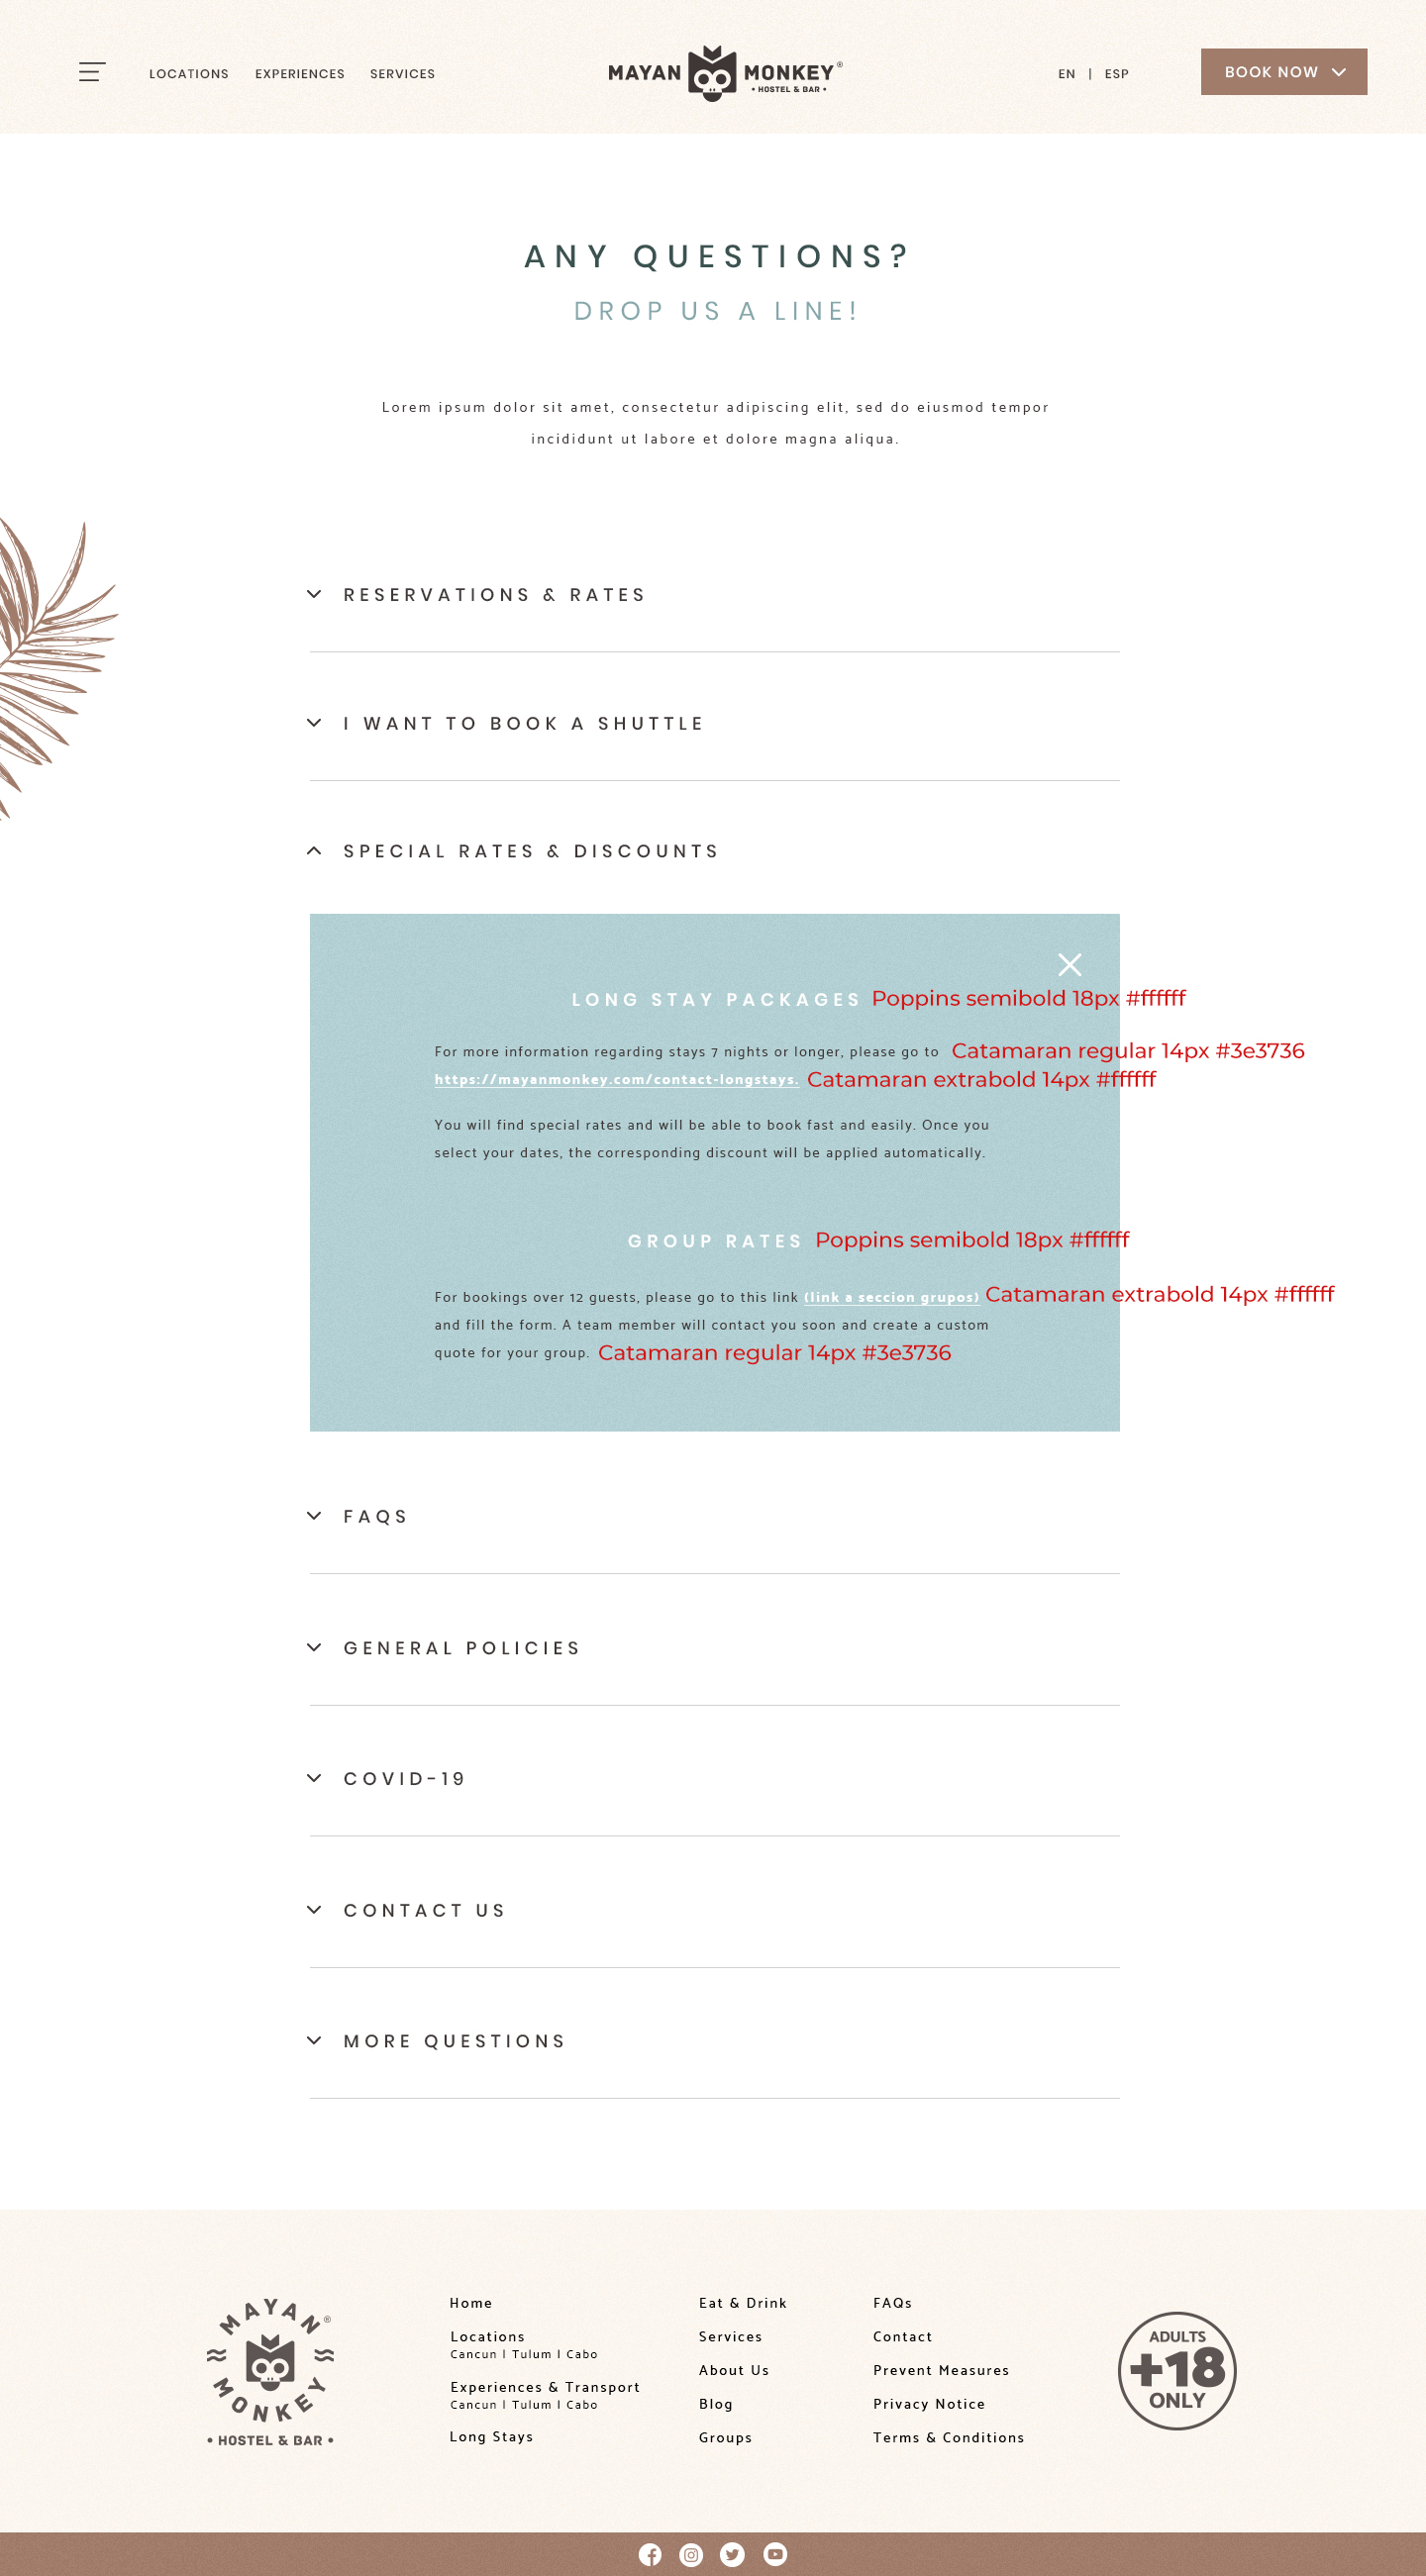 LOCATIONS EXPERIENCES SERVICES
MAYAN MONKEY®
• HOSTEL & BAR •
EN | ESP
BOOK NOW
ANY QUESTIONS?
DROP US A LINE!
Lorem ipsum dolor sit amet, consectetur adipiscing elit, sed do eiusmod tempor
incididunt ut labore et dolore magna aliqua.
RESERVATIONS & RATES
I WANT TO BOOK A SHUTTLE
SPECIAL RATES & DISCOUNTS
LONG STAY PACKAGES Poppins semibold 18px #ffffff
For more information regarding stays 7 nights or longer, please go to Catamaran regular 14px #3e3736
https://mayanmonkey.com/contact-longstays. Catamaran extrabold 14px #ffffff
You will find special rates and will be able to book fast and easily. Once you
select your dates, the corresponding discount will be applied automatically.
GROUP RATES Poppins semibold 18px #ffffff
For bookings over 12 guests, please go to this link (link a seccion grupos) Catamaran extrabold 14px #ffffff
and fill the form. A team member will contact you soon and create a custom
quote for your group. Catamaran regular 14px #3e3736
FAQS
GENERAL POLICIES
COVID-19
CONTACT US
MORE QUESTIONS
MAYAN ®
MONKEY
• HOSTEL & BAR •
Home
Locations
Cancun | Tulum | Cabo
Experiences & Transport
Cancun | Tulum | Cabo
Long Stays
Eat & Drink
Services
About Us
Blog
Groups
FAQs
Contact
Prevent Measures
Privacy Notice
Terms & Conditions
ADULTS
+18
ONLY